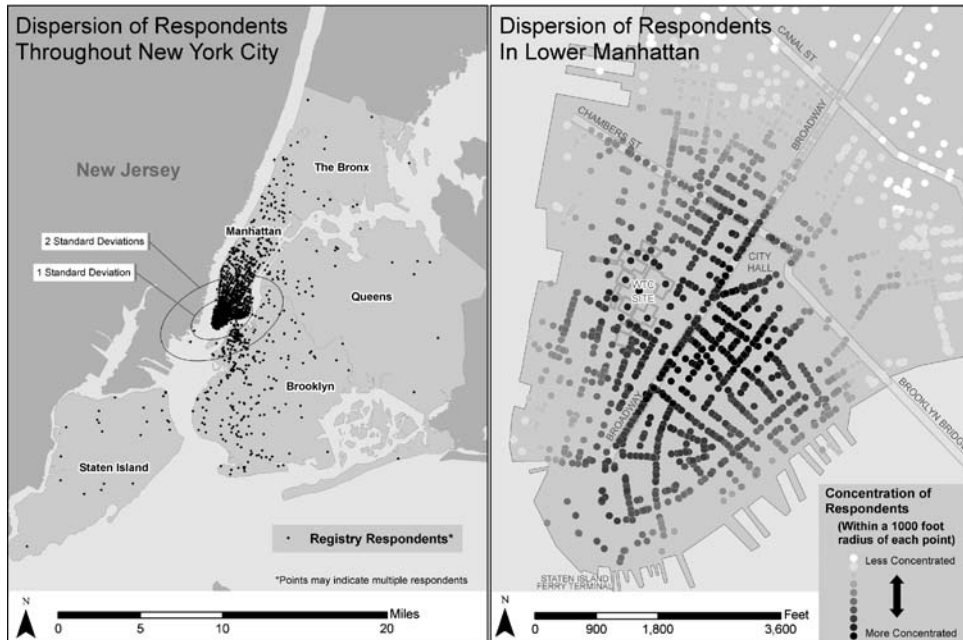 Dispersion of Respondents
Throughout New York City
New Jersey
The Bronx
Manhattan
2 Standard Deviations
1 Standard Deviation
Queens
Brooklyn
Staten Island
• Registry Respondents*
*Points may indicate multiple respondents
N
Miles
0 5 10 20
Dispersion of Respondents
In Lower Manhattan
CANAL ST
BROADWAY
CHAMBERS ST
CITY
HALL
WTC
SITE
BROADWAY
BROOKLYN BRIDGE
STATEN ISLAND
FERRY TERMINAL
Concentration of
Respondents
(Within a 1000 foot
radius of each point)
Less Concentrated
More Concentrated
N
Feet
0 900 1,800 3,600